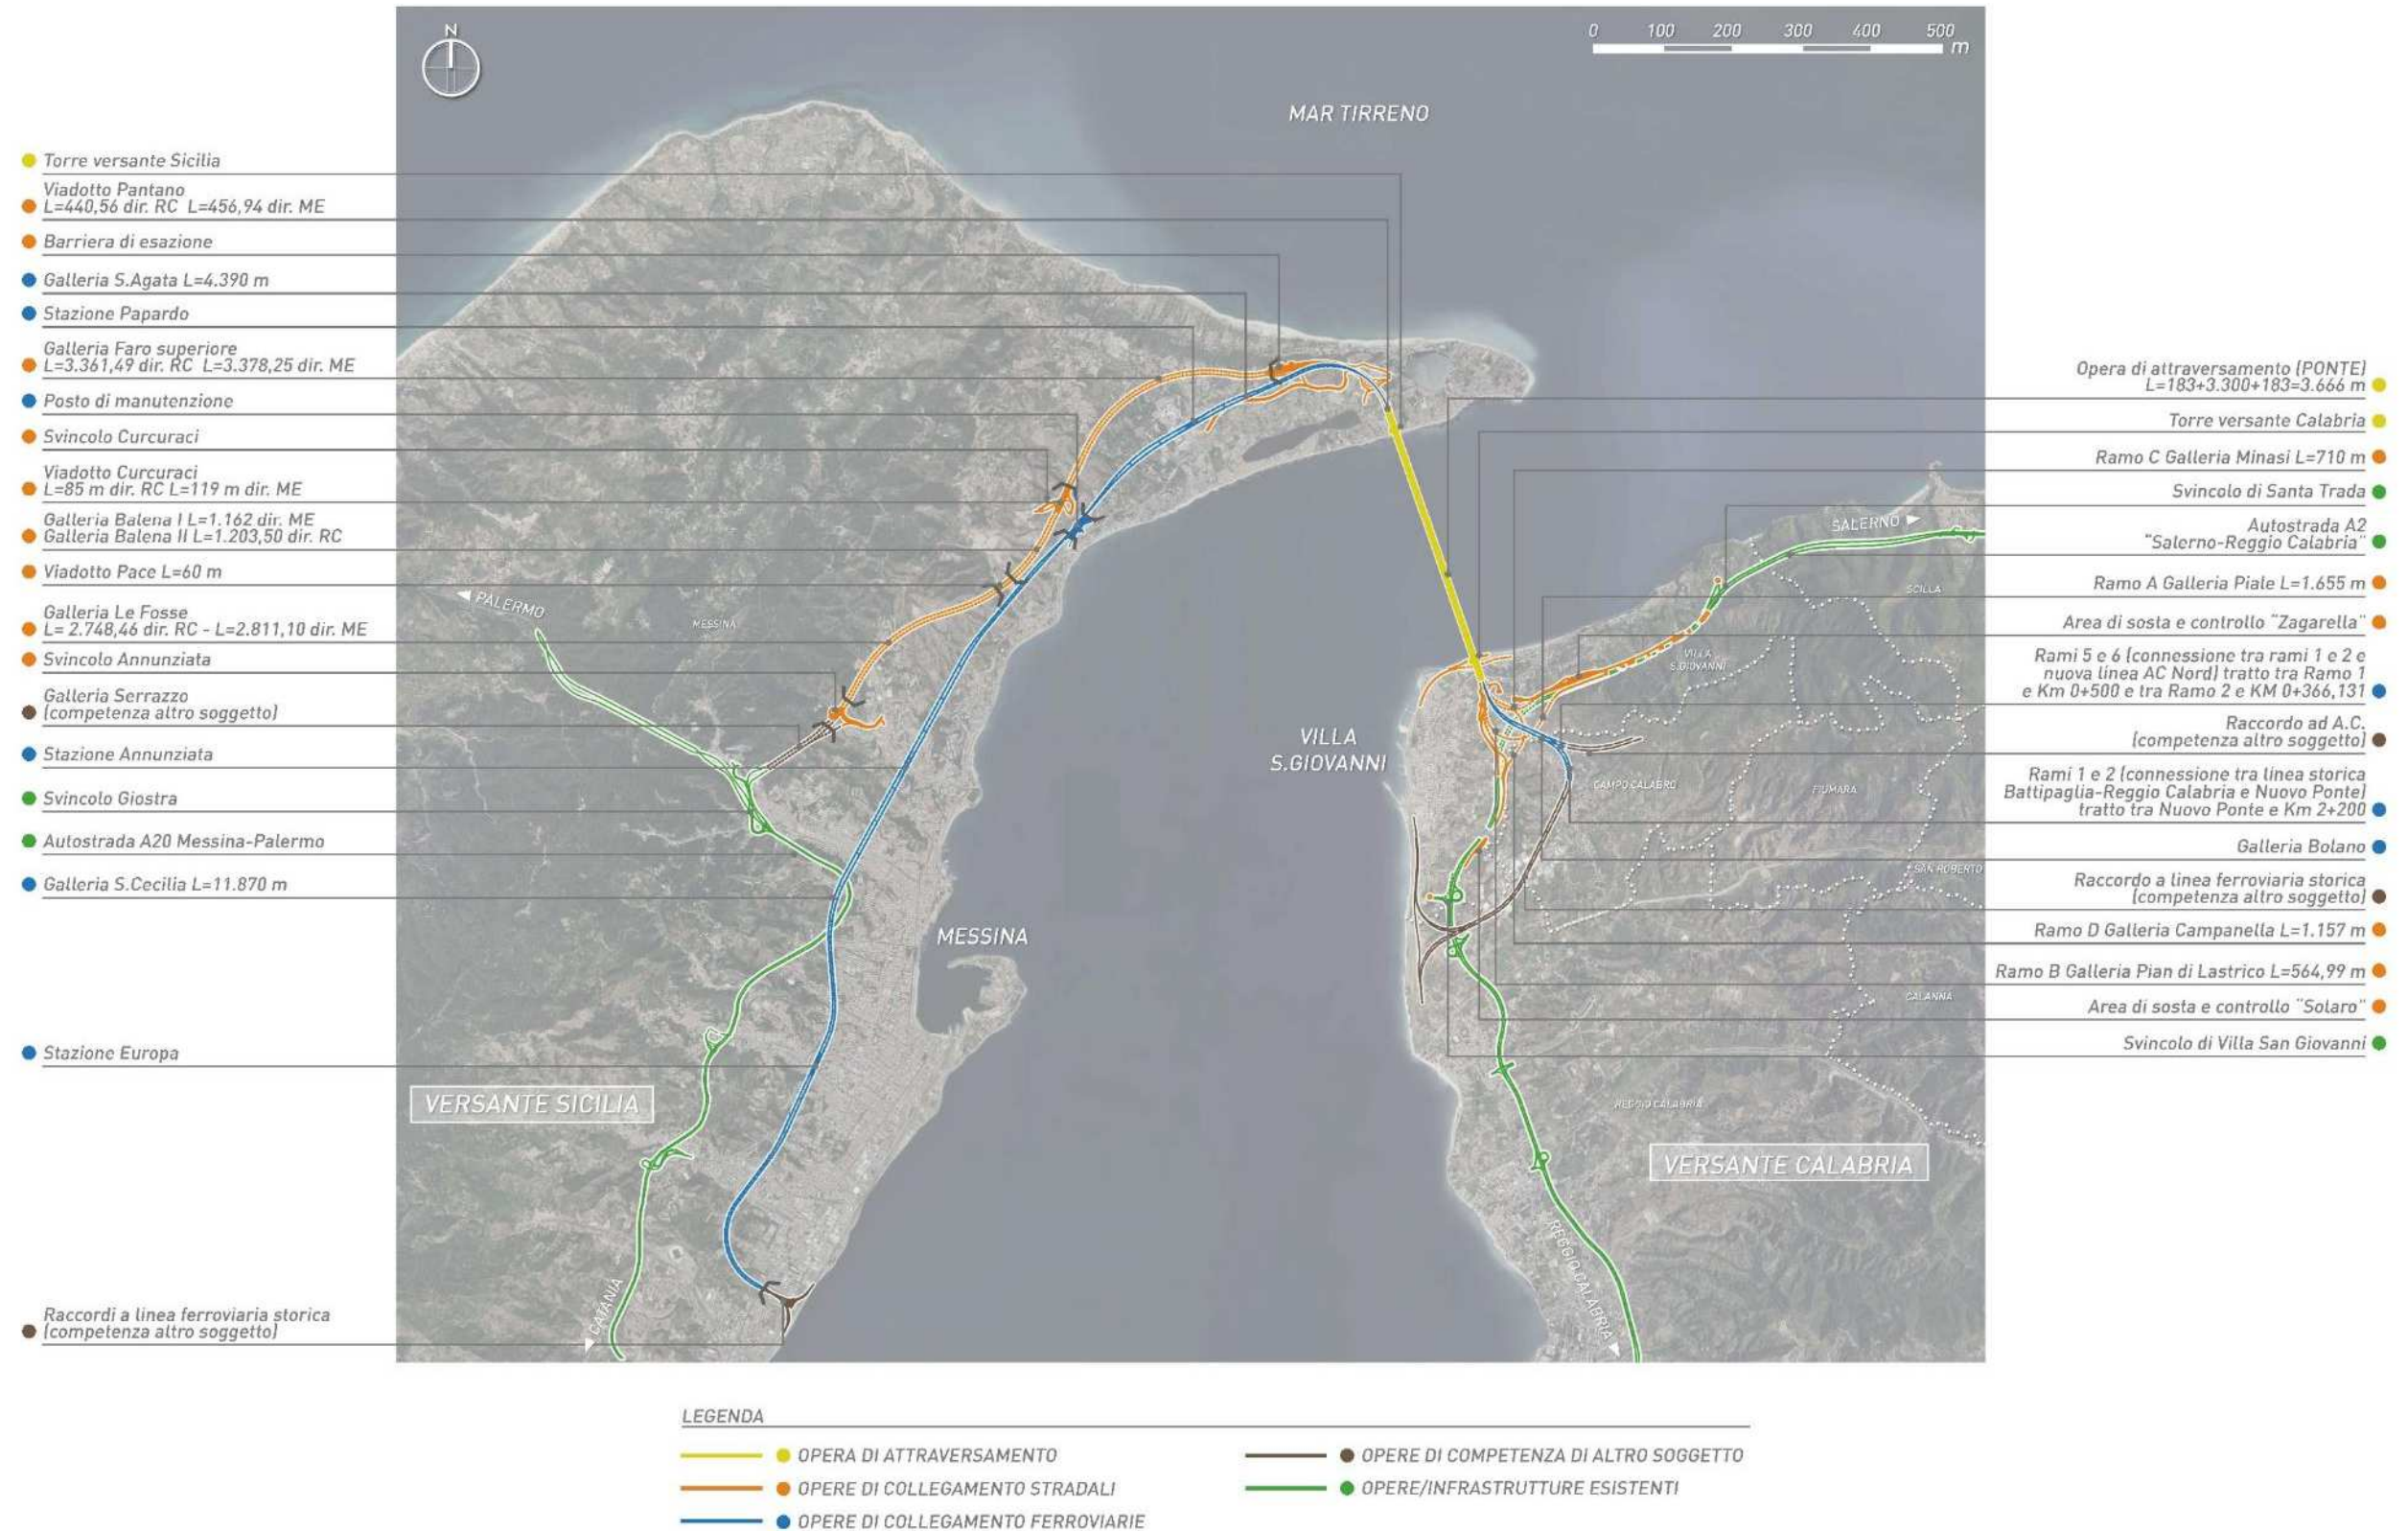 N
0 100 200 300 400 500
m
MAR TIRRENO
Torre versante Sicilia
Viadotto Pantano
L=440,56 dir. RC L=456,94 dir. ME
Barriera di esazione
Galleria S.Agata L=4.390 m
Stazione Papardo
Galleria Faro superiore
L=3.361,49 dir. RC L=3.378,25 dir. ME
Posto di manutenzione
Svincolo Curcuraci
Viadotto Curcuraci
L=85 m dir. RC L=119 m dir. ME
Galleria Balena I L=1.162 dir. ME
Galleria Balena II L=1.203,50 dir. RC
Viadotto Pace L=60 m
Galleria Le Fosse
L= 2.748,46 dir. RC - L=2.811,10 dir. ME
Svincolo Annunziata
Galleria Serrazzo
(competenza altro soggetto)
Stazione Annunziata
Svincolo Giostra
Autostrada A20 Messina-Palermo
Galleria S.Cecilia L=11.870 m
Stazione Europa
Raccordi a linea ferroviaria storica
(competenza altro soggetto)
PALERMO
MESSINA
VILLA
S.GIOVANNI
MESSINA
VERSANTE SICILIA
CATANIA
SALERNO
SCILLA
VILLA
S.GIOVANNI
CAMPO CALABRO
FIUMARA
SAN ROBERTO
CALANNA
REGGIO CALABRIA
VERSANTE CALABRIA
REGGIO CALABRIA
Opera di attraversamento (PONTE)
L=183+3.300+183=3.666 m
Torre versante Calabria
Ramo C Galleria Minasi L=710 m
Svincolo di Santa Trada
Autostrada A2
"Salerno-Reggio Calabria"
Ramo A Galleria Piale L=1.655 m
Area di sosta e controllo "Zagarella"
Rami 5 e 6 (connessione tra rami 1 e 2 e
nuova linea AC Nord) tratto tra Ramo 1
e Km 0+500 e tra Ramo 2 e KM 0+366,131
Raccordo ad A.C.
(competenza altro soggetto)
Rami 1 e 2 (connessione tra linea storica
Battipaglia-Reggio Calabria e Nuovo Ponte)
tratto tra Nuovo Ponte e Km 2+200
Galleria Bolano
Raccordo a linea ferroviaria storica
(competenza altro soggetto)
Ramo D Galleria Campanella L=1.157 m
Ramo B Galleria Pian di Lastrico L=564,99 m
Area di sosta e controllo "Solaro"
Svincolo di Villa San Giovanni
LEGENDA
OPERA DI ATTRAVERSAMENTO
OPERE DI COLLEGAMENTO STRADALI
OPERE DI COLLEGAMENTO FERROVIARIE
OPERE DI COMPETENZA DI ALTRO SOGGETTO
OPERE/INFRASTRUTTURE ESISTENTI